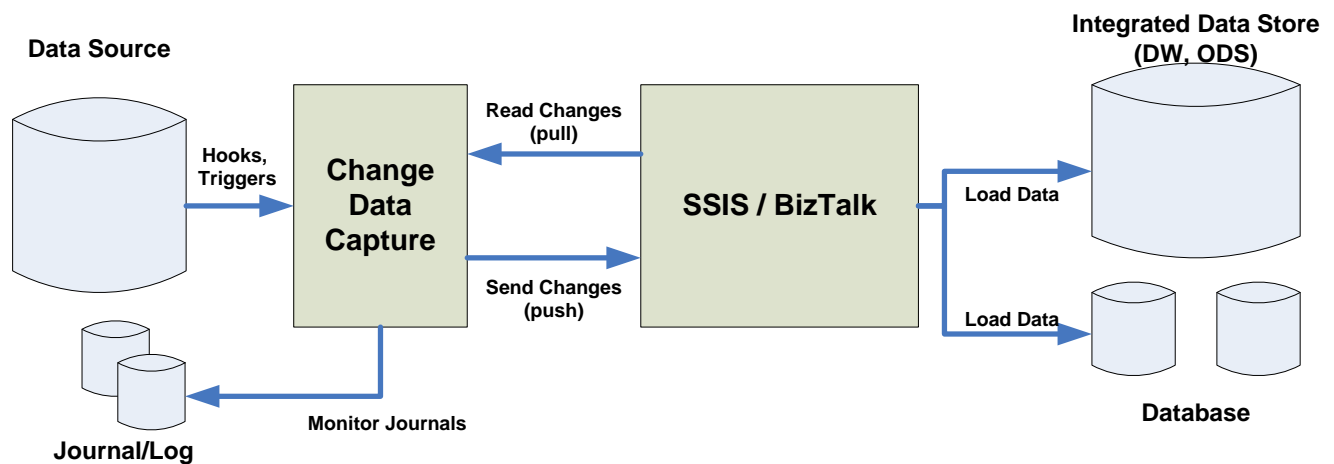 Data Source
Integrated Data Store
(DW, ODS)
Hooks,
Triggers
Change
Data
Capture
Read Changes
(pull)
Send Changes
(push)
SSIS / BizTalk
Load Data
Load Data
Monitor Journals
Journal/Log
Database